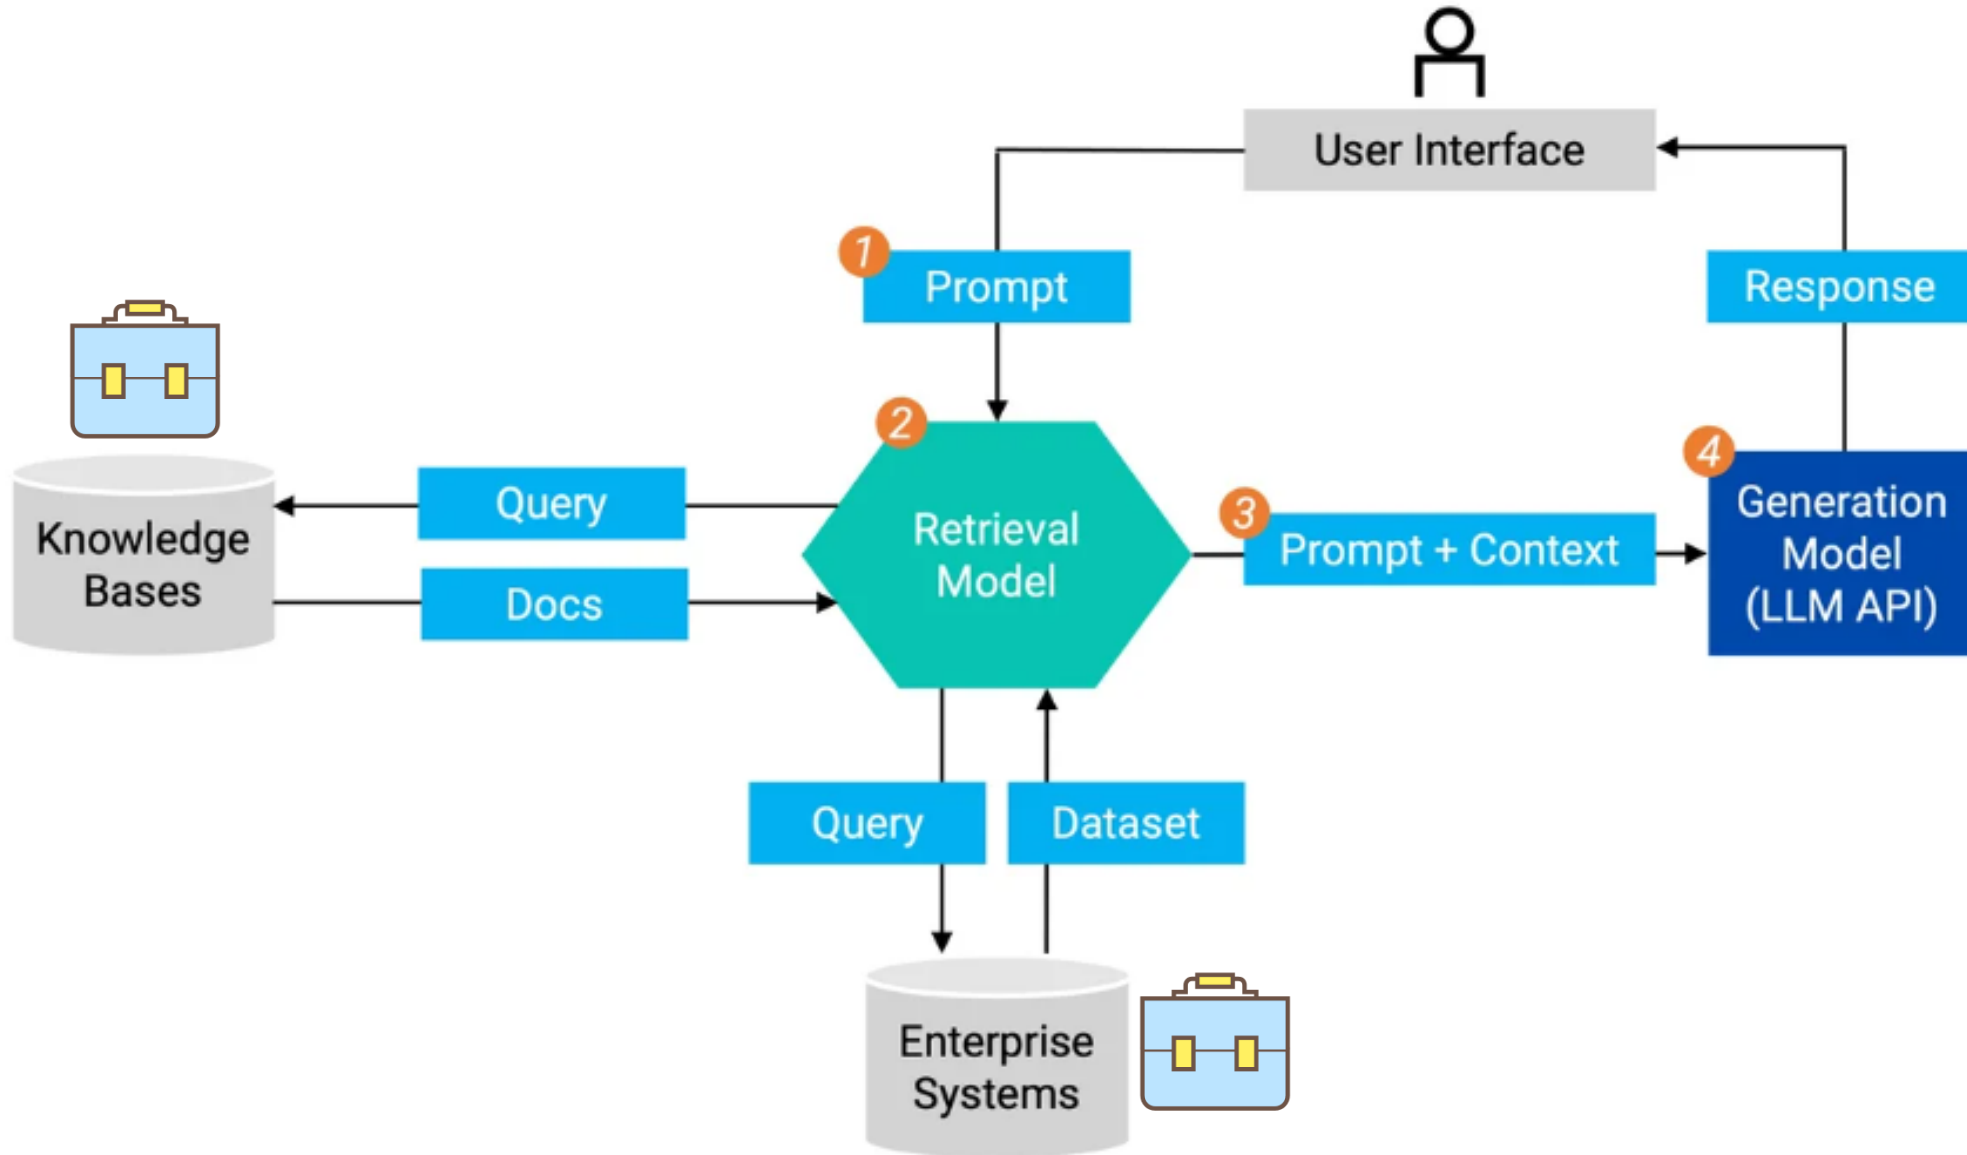 User Interface
1
Prompt
Response
2
Query
Knowledge
Bases
Docs
Retrieval
Model
3
Prompt + Context
4
Generation
Model
(LLM API)
Query
Dataset
Enterprise
Systems